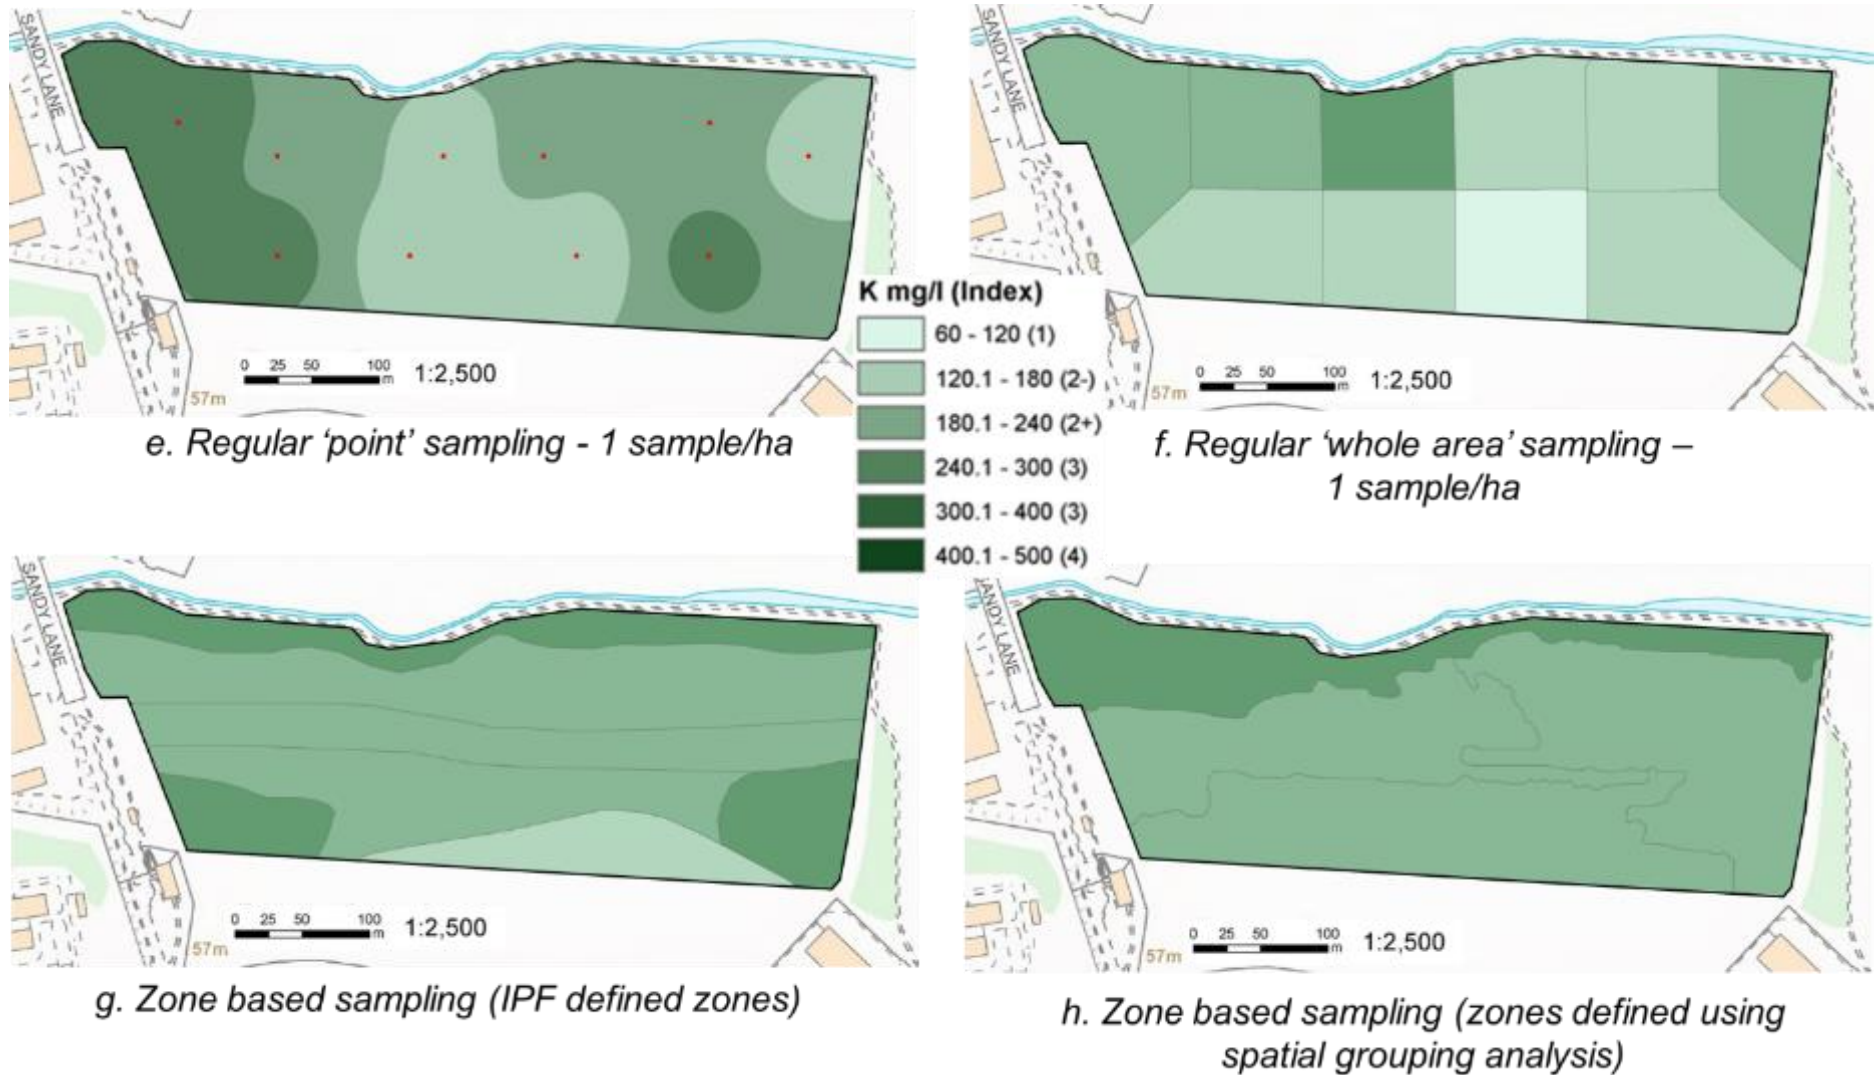 SANDY LANE
0 25 50 100
m
1:2,500
57m
e. Regular ‘point’ sampling - 1 sample/ha
SANDY LANE
0 25 50 100
m
1:2,500
57m
f. Regular ‘whole area’ sampling –
1 sample/ha
K mg/l (Index)
60 - 120 (1)
120.1 - 180 (2-)
180.1 - 240 (2+)
240.1 - 300 (3)
300.1 - 400 (3)
400.1 - 500 (4)
SANDY LANE
0 25 50 100
m
1:2,500
57m
g. Zone based sampling (IPF defined zones)
SANDY LANE
0 25 50 100
m
1:2,500
57m
h. Zone based sampling (zones defined using
spatial grouping analysis)